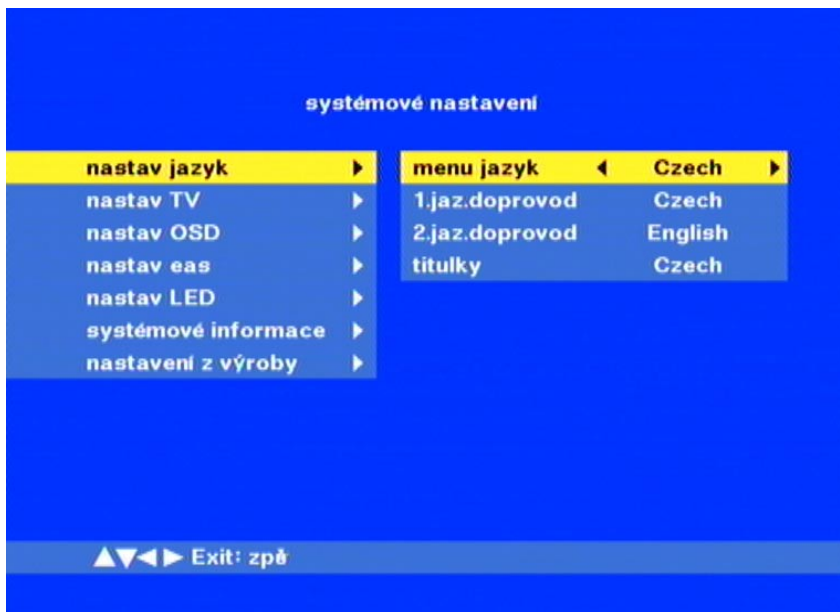 systémové nastavení
nastav jazyk
nastav TV
nastav OSD
nastav eas
nastav LED
systémové informace
nastavení z výroby
menu jazyk Czech
1.jaz.doprovod Czech
2.jaz.doprovod English
titulky Czech
Exit: zpě